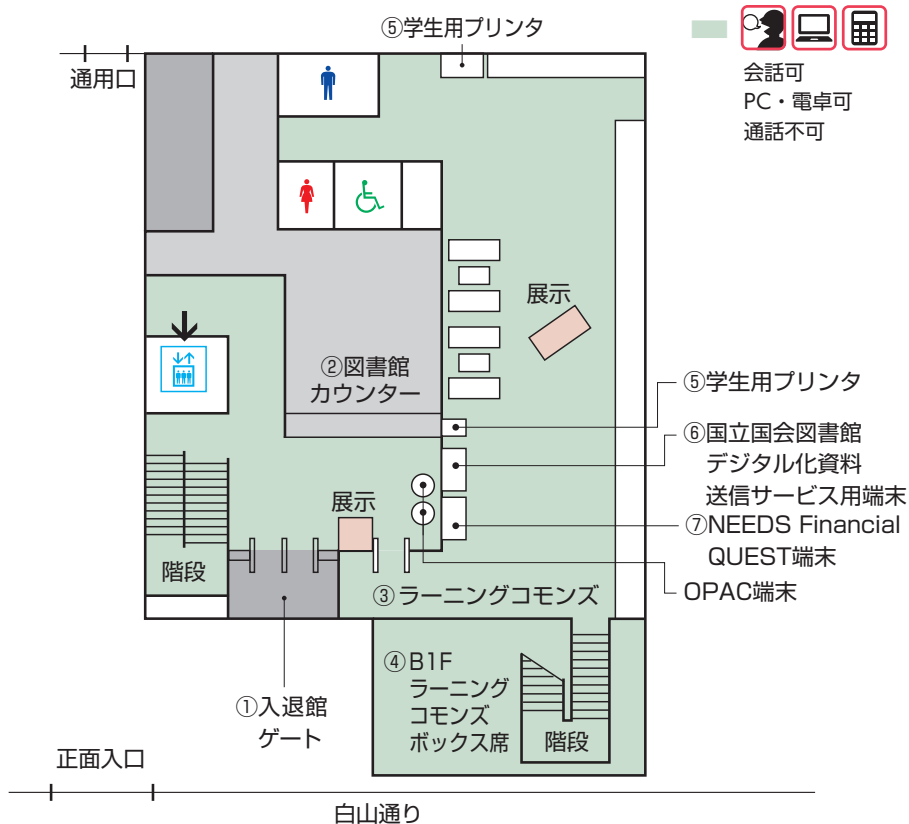 ⑤学生用プリンタ
会話可
PC・電卓可
通話不可
通用口
展示
②図書館
カウンター
⑤学生用プリンタ
⑥国立国会図書館
デジタル化資料
送信サービス用端末
⑦NEEDS Financial
QUEST端末
OPAC端末
展示
階段
③ラーニングコモンズ
④B1F
ラーニング
コモンズ
ボックス席
階段
①入退館
ゲート
正面入口
白山通り